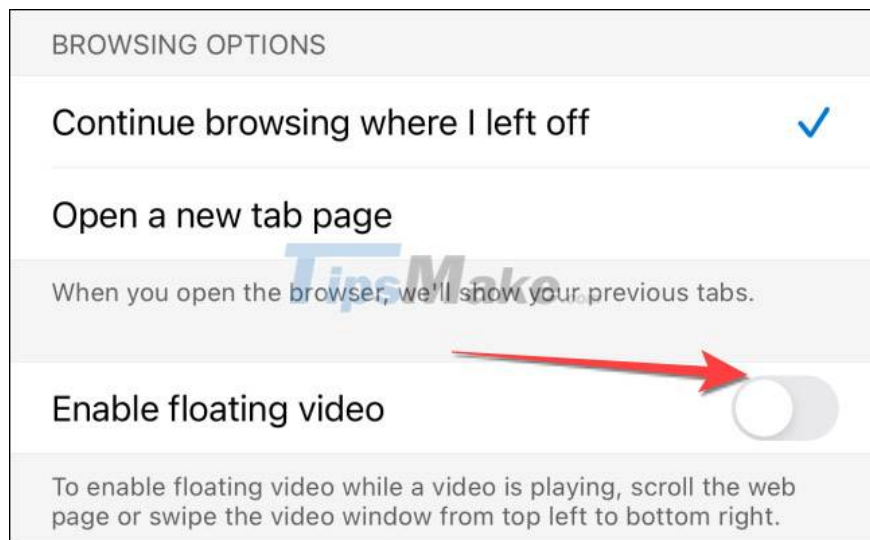 BROWSING OPTIONS
Continue browsing where I left off
Open a new tab page
TipsMake.com
When you open the browser, we'll show your previous tabs.
Enable floating video
To enable floating video while a video is playing, scroll the web
page or swipe the video window from top left to bottom right.